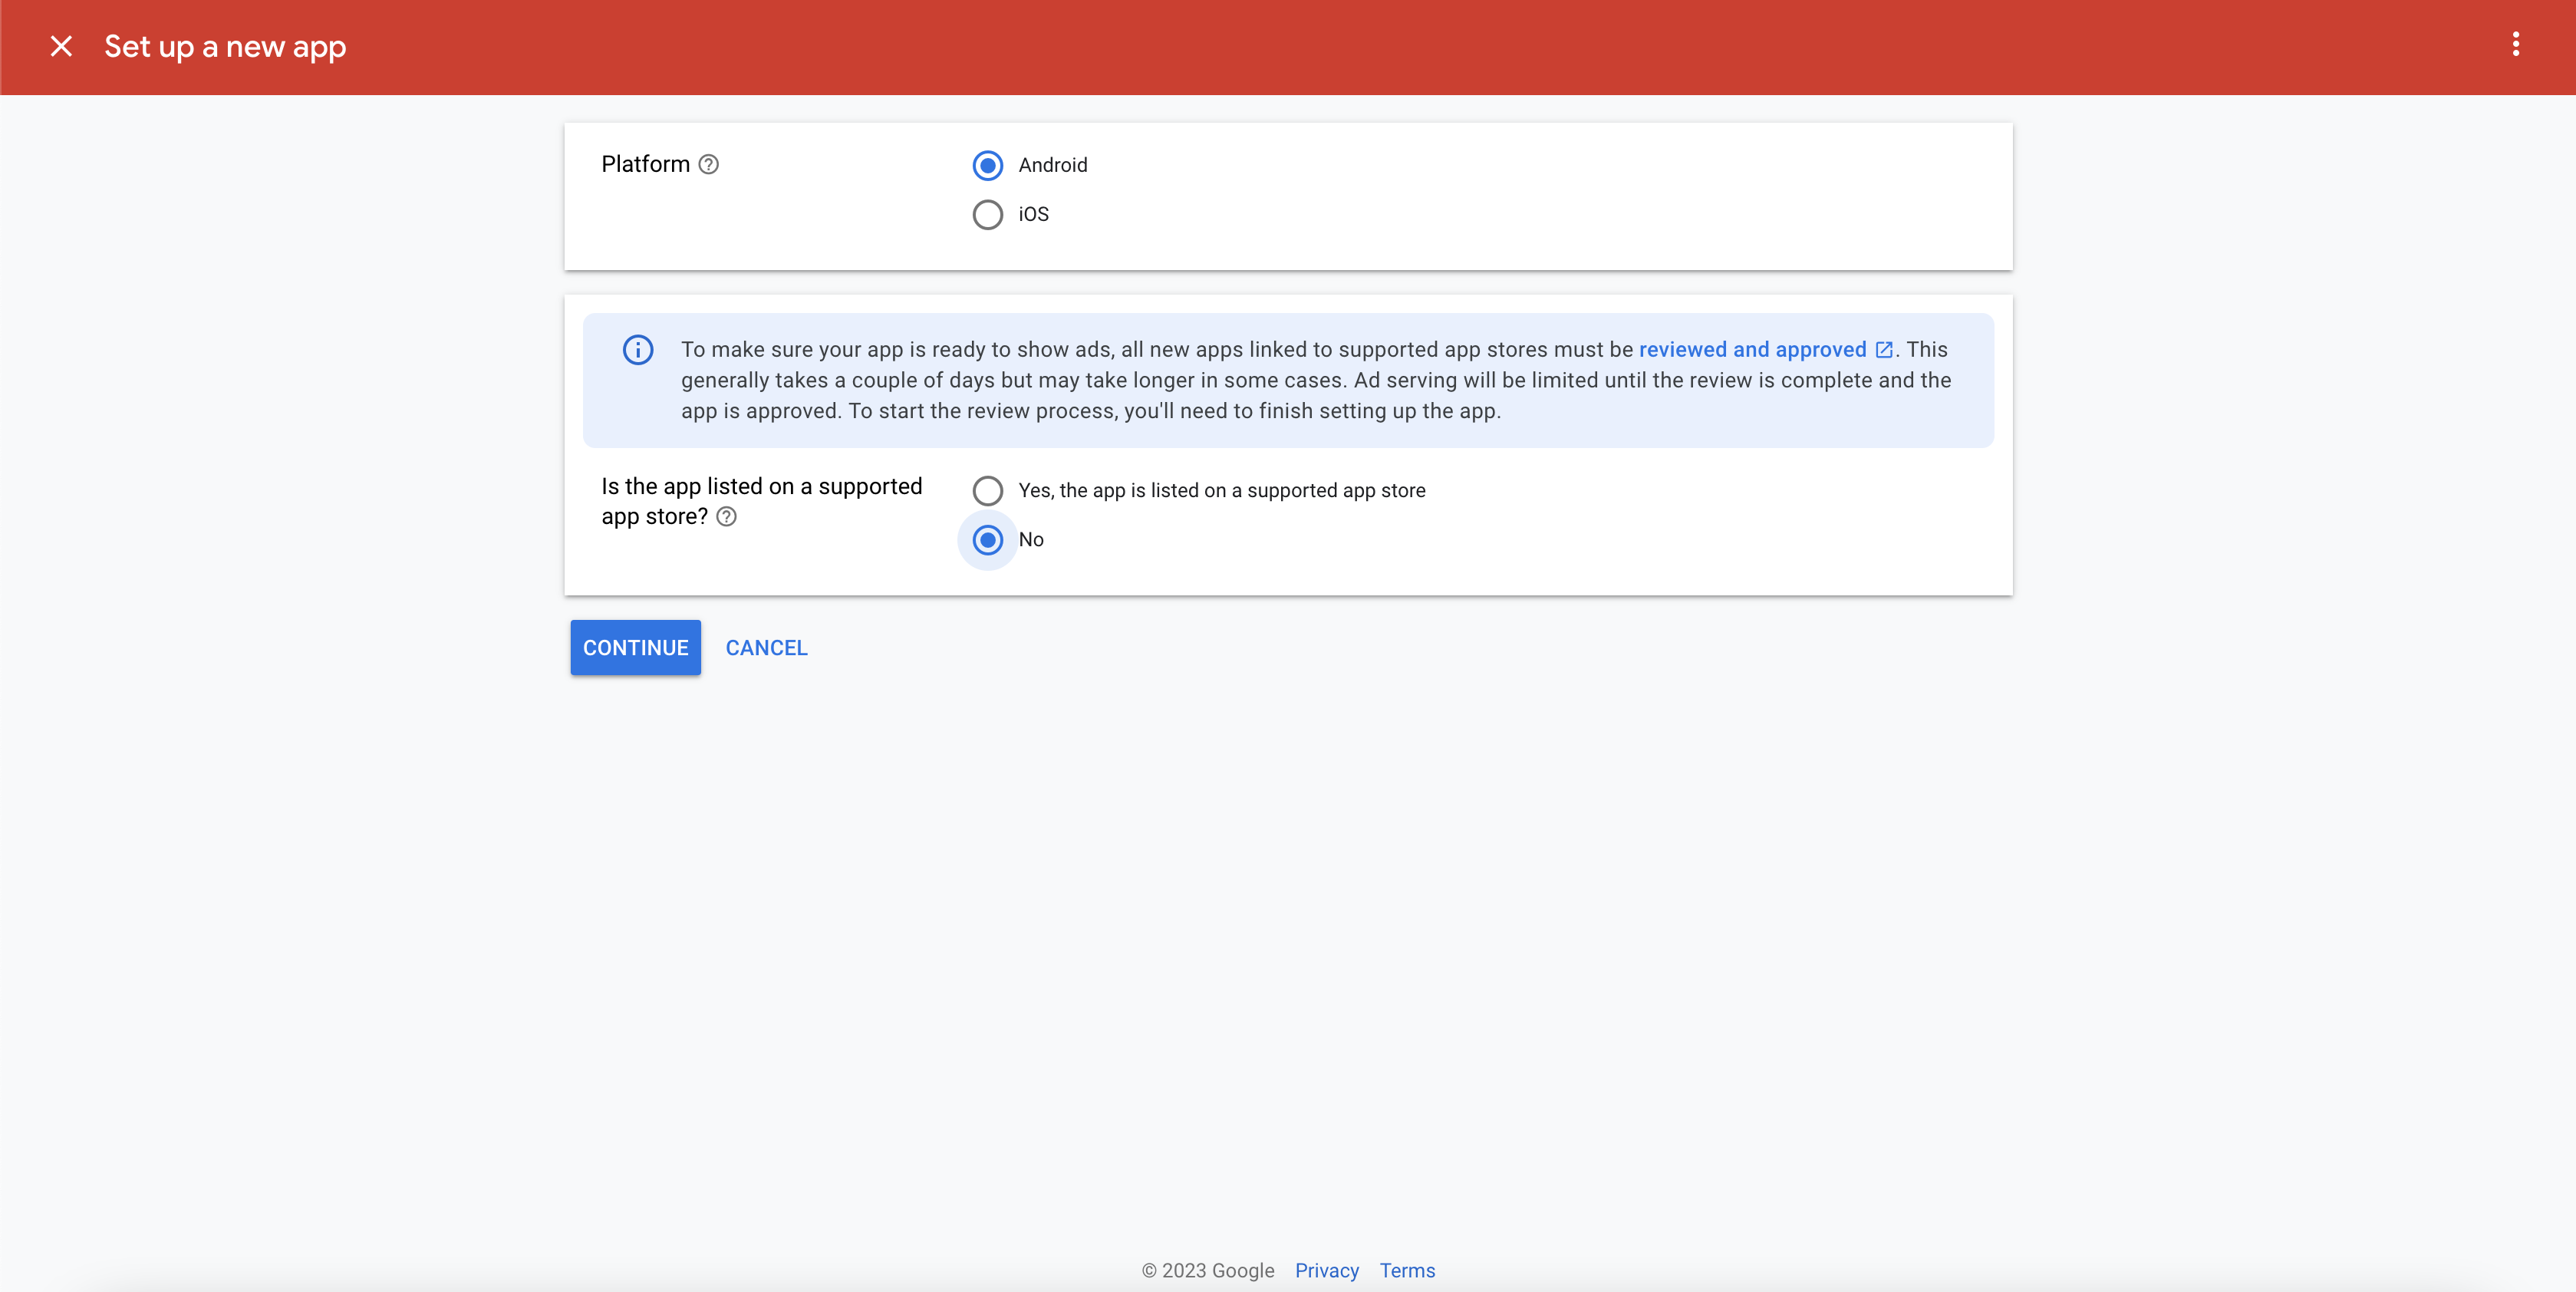 Set up a new app
Platform
Android
iOS
To make sure your app is ready to show ads, all new apps linked to supported app stores must be reviewed and approved. This
generally takes a couple of days but may take longer in some cases. Ad serving will be limited until the review is complete and the
app is approved. To start the review process, you'll need to finish setting up the app.
Is the app listed on a supported
app store?
Yes, the app is listed on a supported app store
No
CONTINUE CANCEL
© 2023 Google Privacy Terms